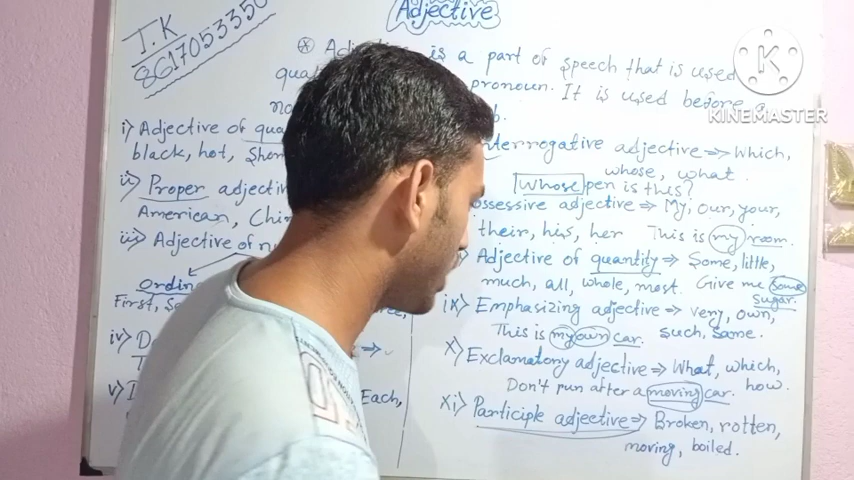 Adjective
T.K
8617053350
is a part of speech that is used
qua
pronoun. It is used before a
no
b.
i> Adjective of qua
black, hot, Shor
ii> Proper adjectiv
American, Chi
iii> Adjective of nu
Ordin
First, Se
iv> D
T
v> I
Each,
nterrogative adjective => Which,
whose, what.
Whose pen is this?
ossessive adjective => My, our, your,
their, his, her This is my room.
Adjective of quantity => Some, little,
much, all, whole, most. Give me some
sugar.
ix> Emphasizing adjective => very, own,
This is my own car. such, same.
x> Exclamatory adjective => What, which,
how.
Don't run after a moving car.
xi> Participle adjective => Broken, rotten,
moving, boiled.
K
KINEMASTER